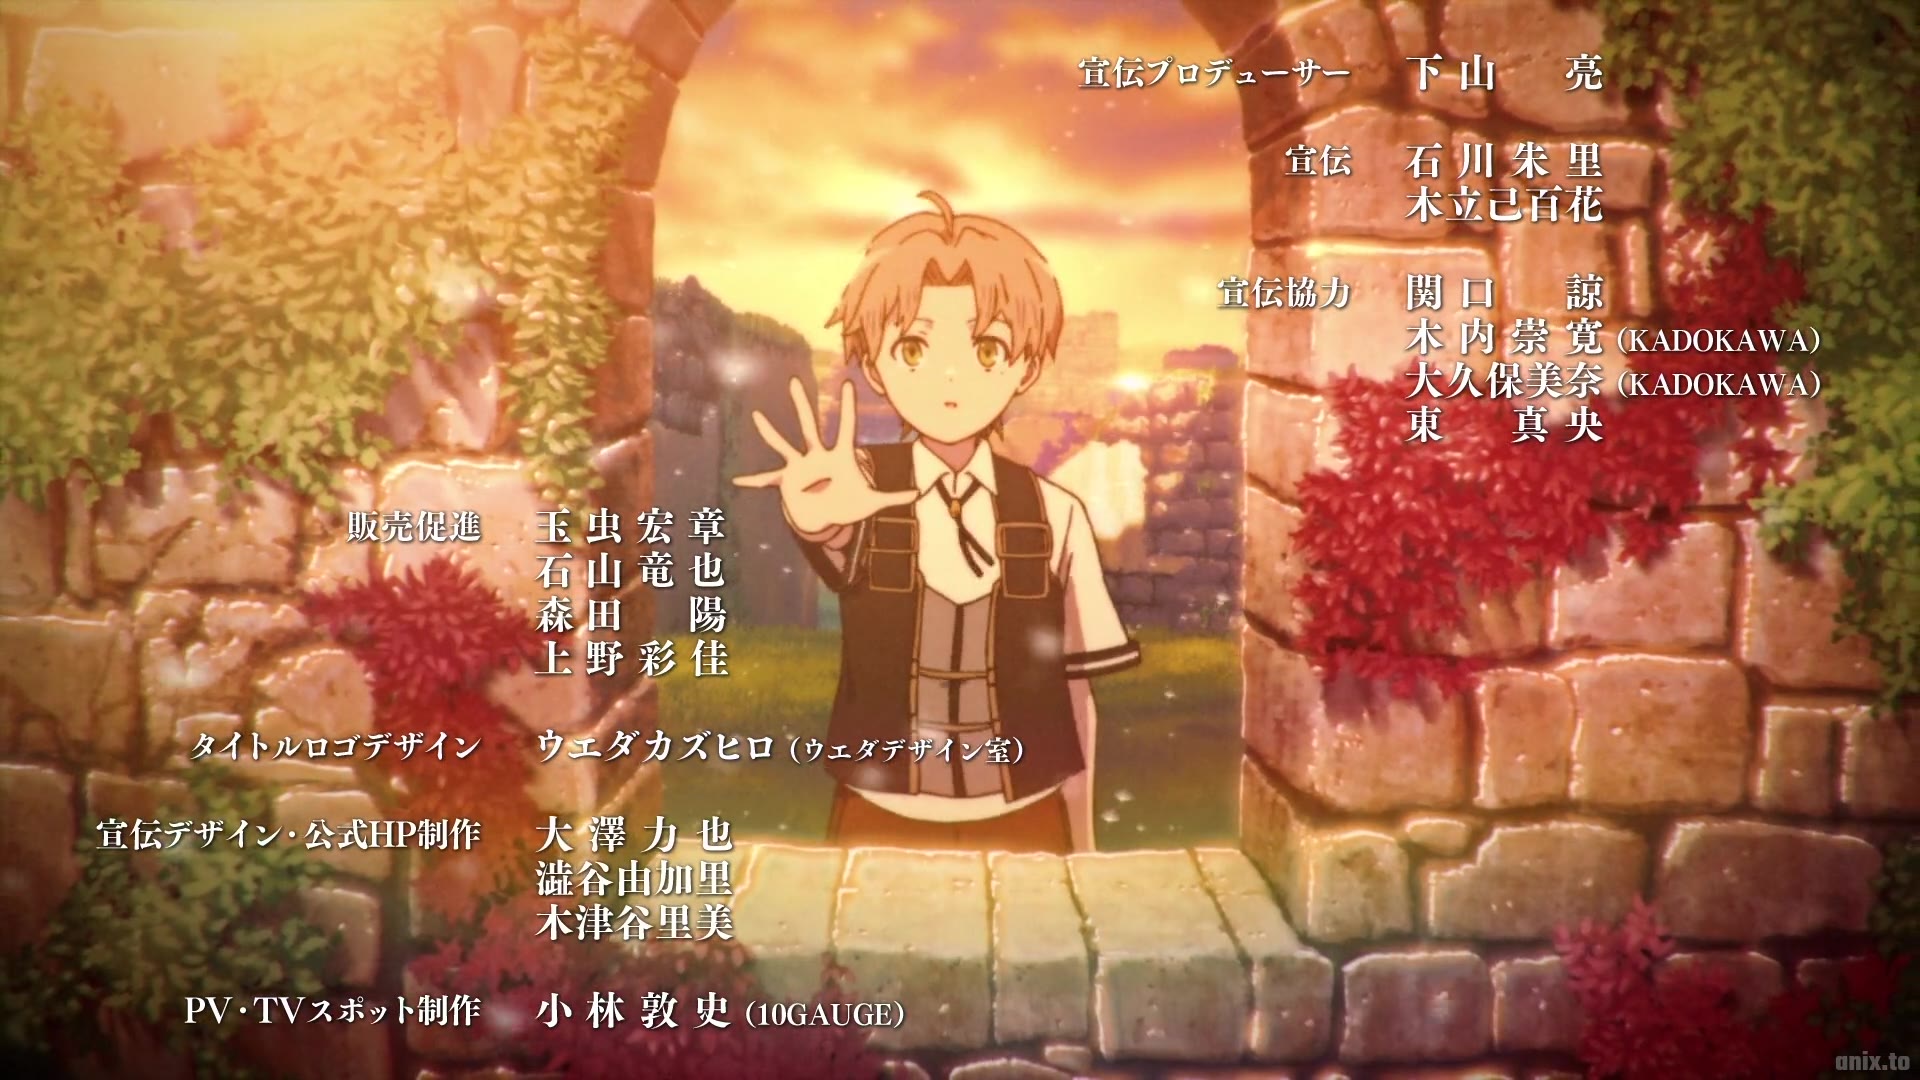 宣伝プロデューサー 下山 亮
宣伝 石川朱里
木立己百花
宣伝協力 関口 諒
木内崇寛 (KADOKAWA)
大久保美奈 (KADOKAWA)
東 真央
販売促進 玉虫宏章
石山竜也
森田 陽
上野彩佳
タイトルロゴデザイン ウエダカズヒロ (ウエダデザイン室)
宣伝デザイン・公式HP制作 大澤力也
澁谷由加里
木津谷里美
PV・TVスポット制作 小林敦史 (10GAUGE)
anix.to